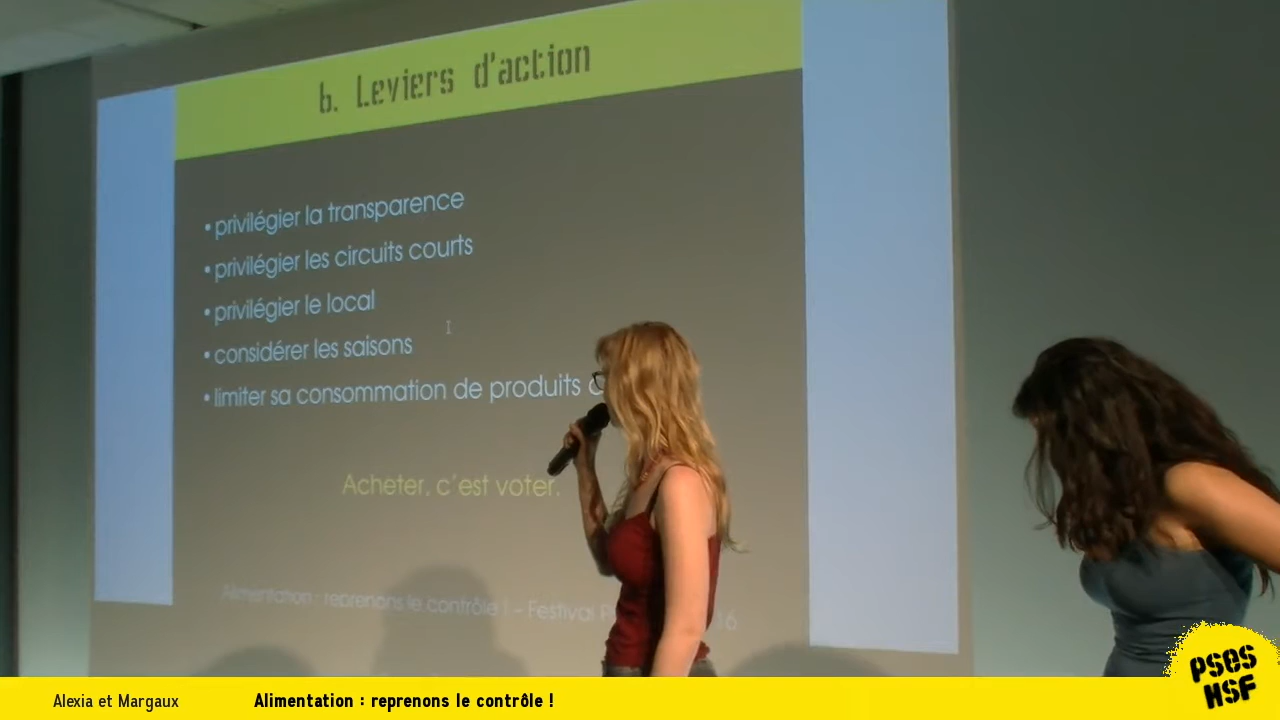 b. Leviers d'action
• privilégier la transparence
• privilégier les circuits courts
• privilégier le local
• considérer les saisons
• limiter sa consommation de produits
Acheter, c'est voter.
Alimentation : reprenons le contrôle ! – Festival
16
Alexia et Margaux
Alimentation : reprenons le contrôle !
PSES
HSF